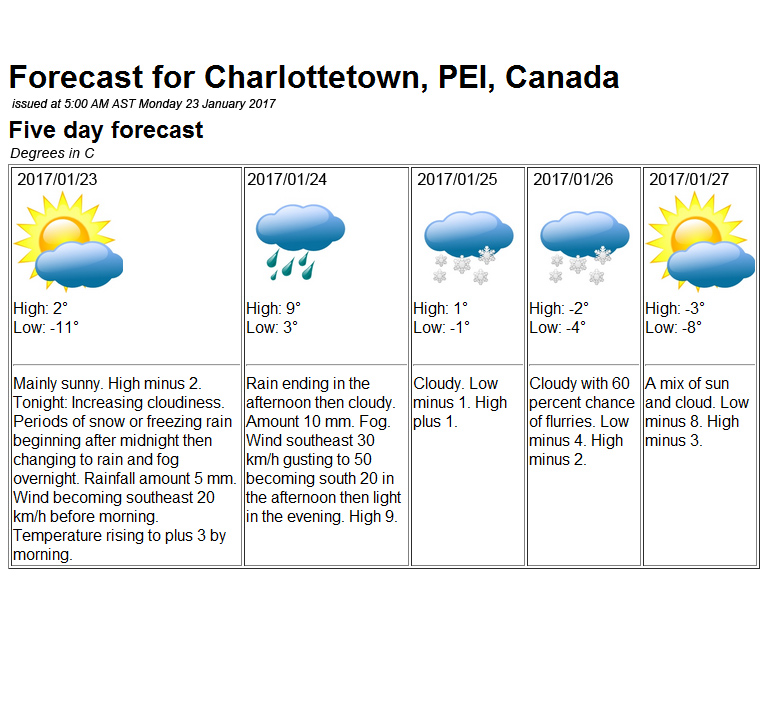 Forecast for Charlottetown, PEI, Canada
issued at 5:00 AM AST Monday 23 January 2017
Five day forecast
Degrees in C
2017/01/23
High: 2°
Low: -11°
Mainly sunny. High minus 2.
Tonight: Increasing cloudiness.
Periods of snow or freezing rain
beginning after midnight then
changing to rain and fog
overnight. Rainfall amount 5 mm.
Wind becoming southeast 20
km/h before morning.
Temperature rising to plus 3 by
morning.
2017/01/24
High: 9°
Low: 3°
Rain ending in the
afternoon then cloudy.
Amount 10 mm. Fog.
Wind southeast 30
km/h gusting to 50
becoming south 20 in
the afternoon then light
in the evening. High 9.
2017/01/25
High: 1°
Low: -1°
Cloudy. Low
minus 1. High
plus 1.
2017/01/26
High: -2°
Low: -4°
Cloudy with 60
percent chance
of flurries. Low
minus 4. High
minus 2.
2017/01/27
High: -3°
Low: -8°
A mix of sun
and cloud. Low
minus 8. High
minus 3.